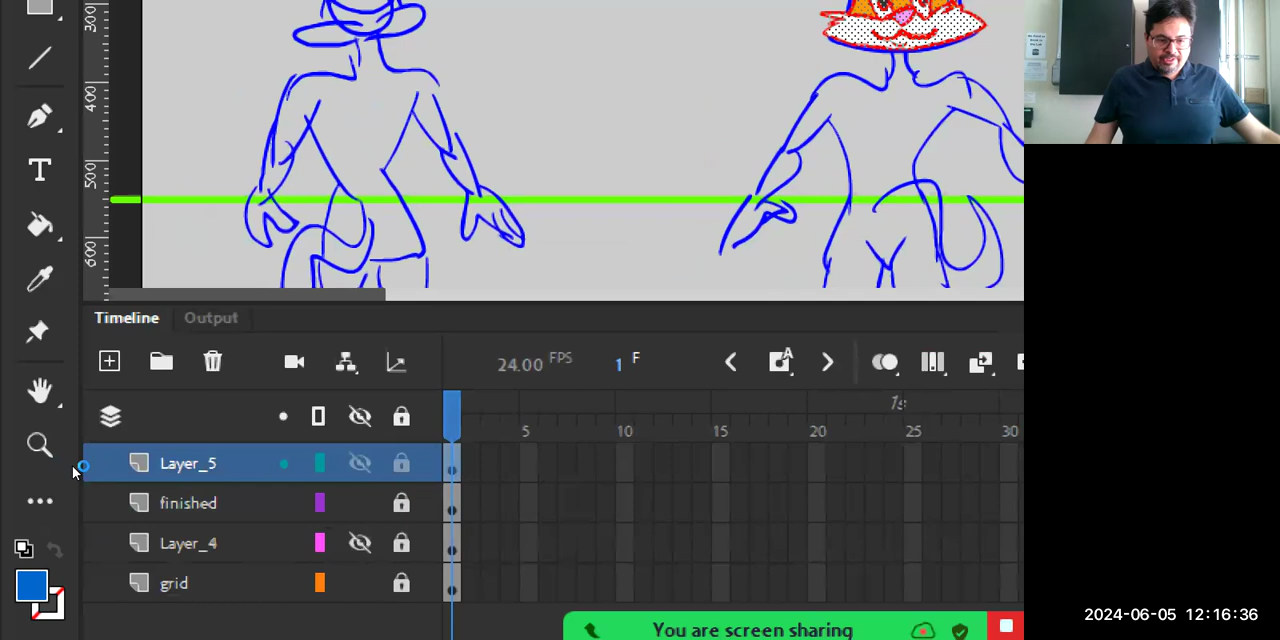 300
400
500
600
T
Timeline Output
24.00 FPS 1 F
A
1s
5 10 15 20 25 30
Layer_5
finished
Layer_4
grid
You are screen sharing
2024-06-05 12:16:36